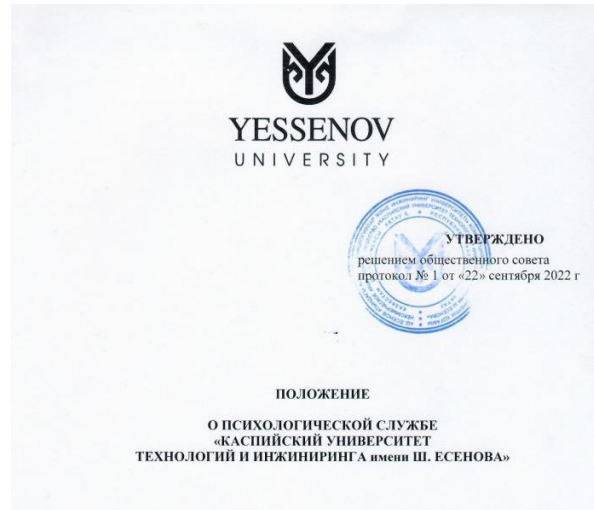 YESSENOV
UNIVERSITY
УТВЕРЖДЕНО
решением общественного совета
протокол № 1 от «22» сентября 2022 г
ПОЛОЖЕНИЕ
О ПСИХОЛОГИЧЕСКОЙ СЛУЖБЕ
«КАСПИЙСКИЙ УНИВЕРСИТЕТ
ТЕХНОЛОГИЙ И ИНЖИНИРИНГА имени Ш. ЕСЕНОВА»